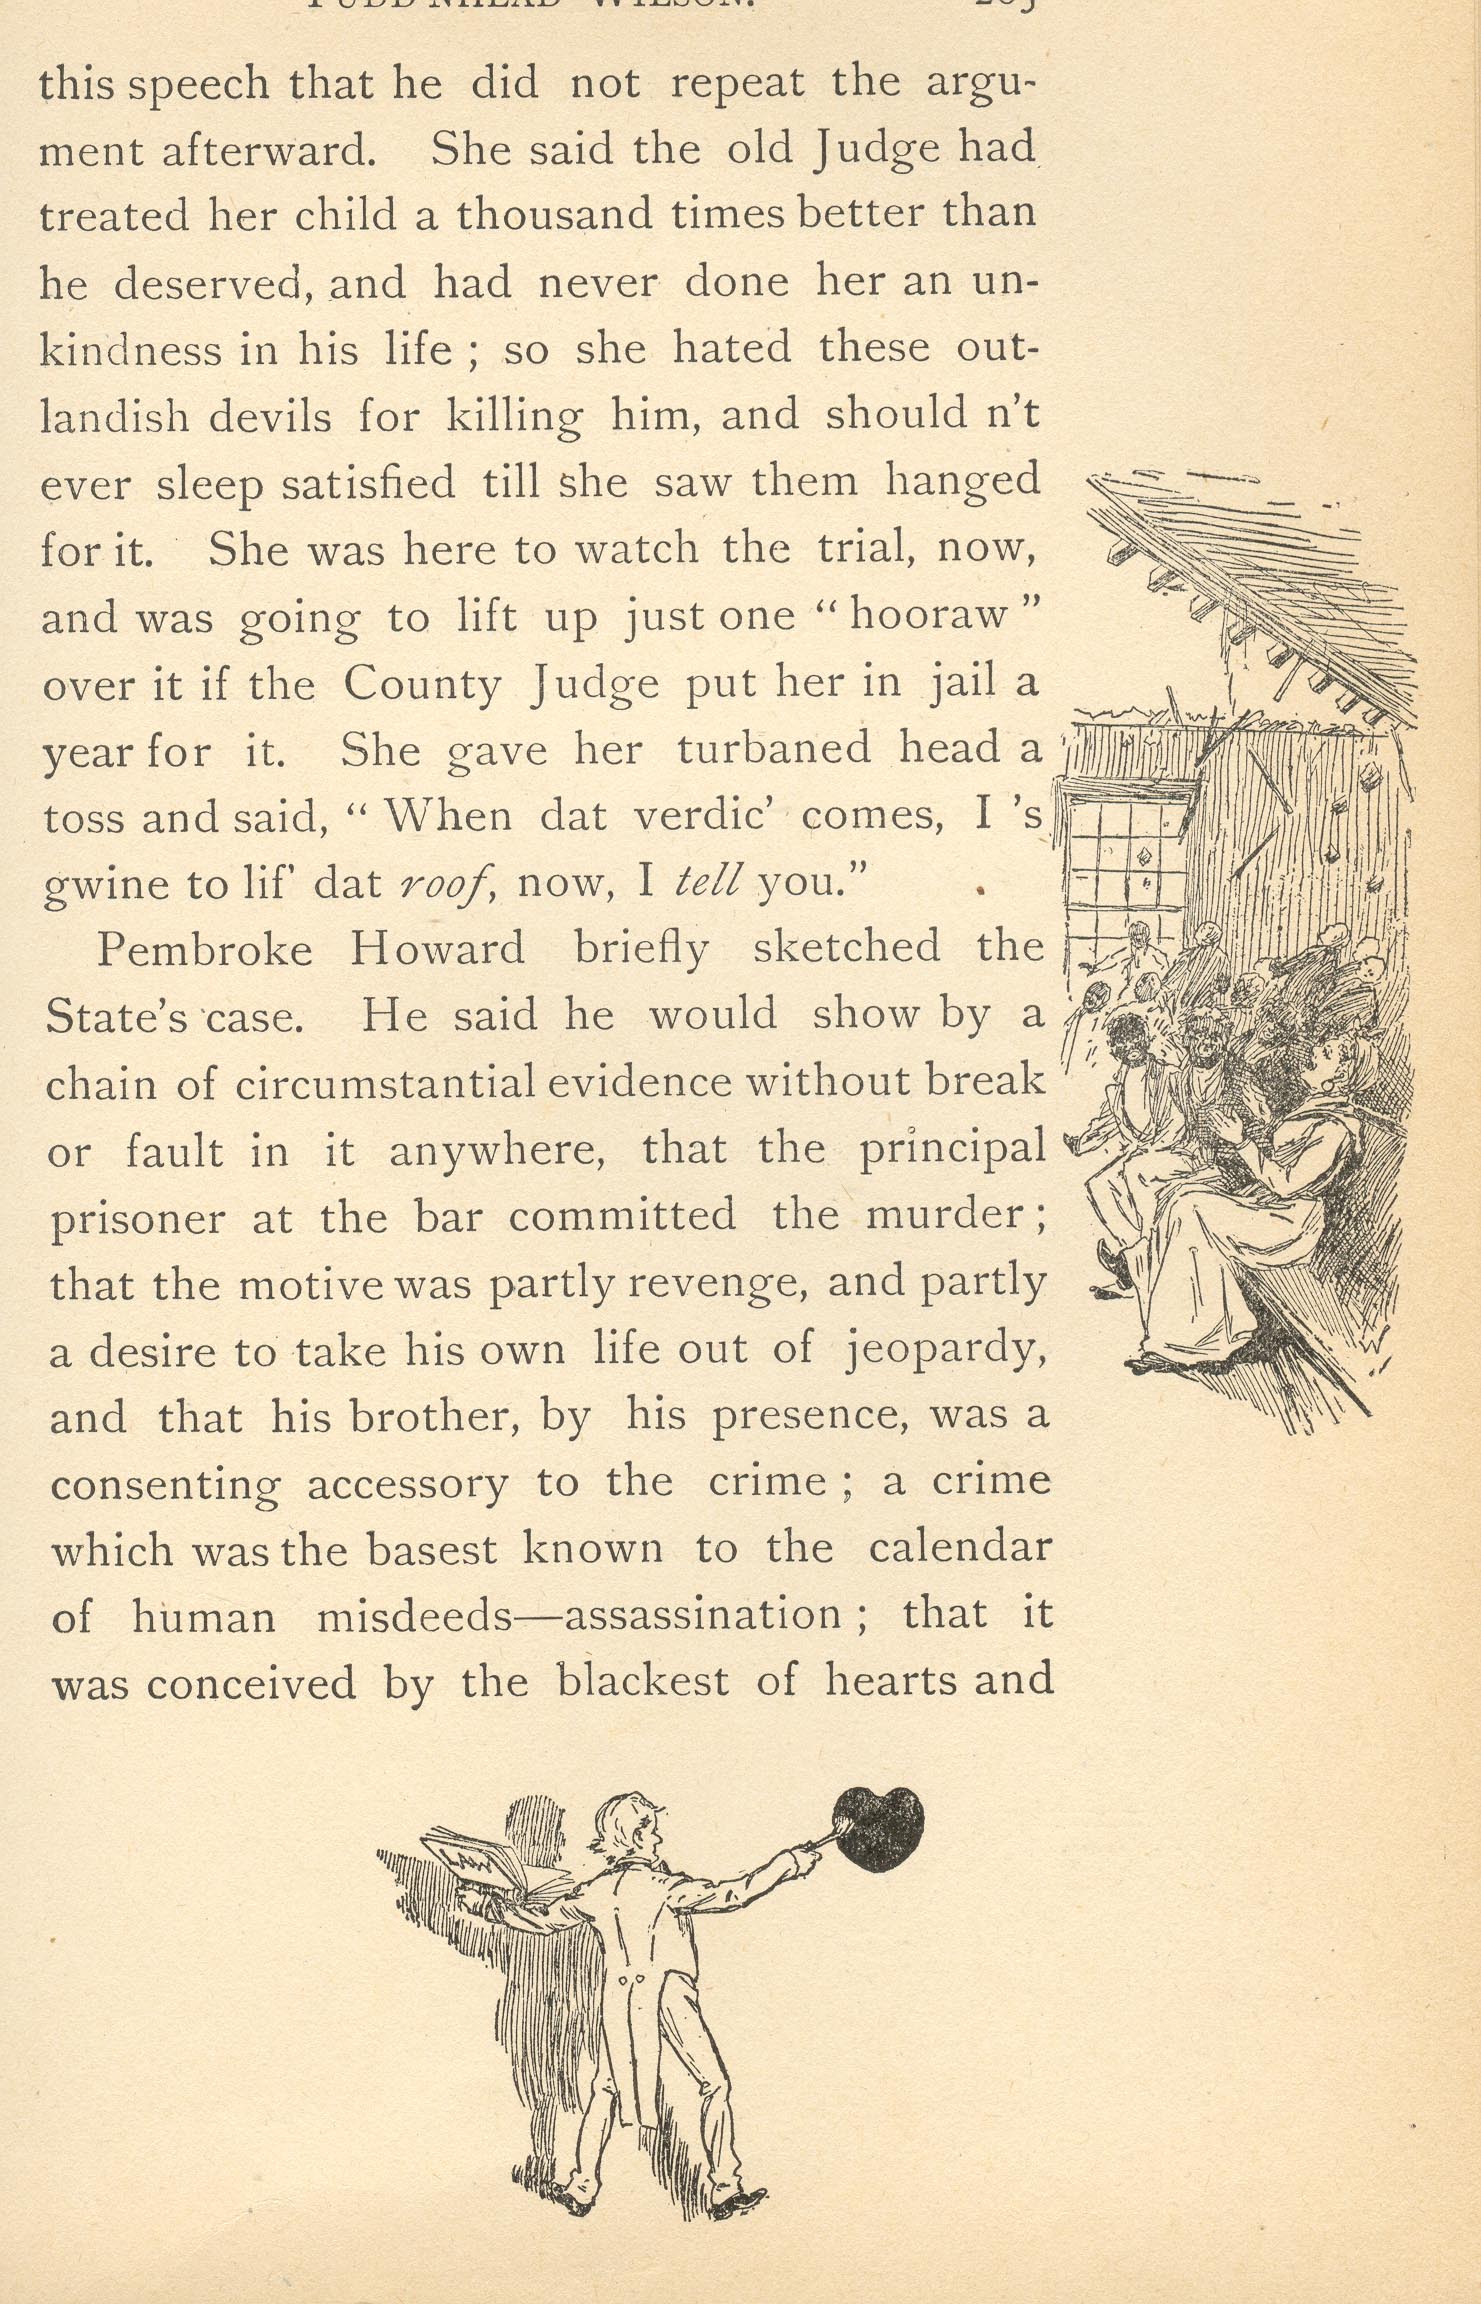 PUDD'NHEAD WILSON. 265
this speech that he did not repeat the argu-
ment afterward. She said the old Judge had
treated her child a thousand times better than
he deserved, and had never done her an un-
kindness in his life ; so she hated these out-
landish devils for killing him, and should n't
ever sleep satisfied till she saw them hanged
for it. She was here to watch the trial, now,
and was going to lift up just one “ hooraw ”
over it if the County Judge put her in jail a
year for it. She gave her turbaned head a
toss and said, “ When dat verdic’ comes, I ’s
gwine to lif’ dat roof, now, I tell you.”
Pembroke Howard briefly sketched the
State’s case. He said he would show by a
chain of circumstantial evidence without break
or fault in it anywhere, that the principal
prisoner at the bar committed the murder ;
that the motive was partly revenge, and partly
a desire to take his own life out of jeopardy,
and that his brother, by his presence, was a
consenting accessory to the crime ; a crime
which was the basest known to the calendar
of human misdeeds—assassination ; that it
was conceived by the blackest of hearts and
LAW